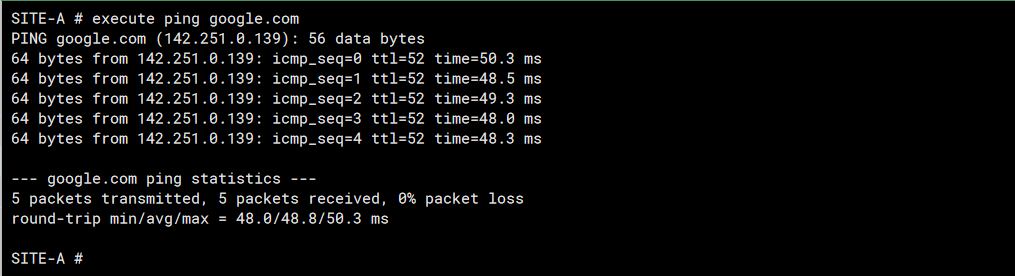 SITE-A # execute ping google.com
PING google.com (142.251.0.139): 56 data bytes
64 bytes from 142.251.0.139: icmp_seq=0 ttl=52 time=50.3 ms
64 bytes from 142.251.0.139: icmp_seq=1 ttl=52 time=48.5 ms
64 bytes from 142.251.0.139: icmp_seq=2 ttl=52 time=49.3 ms
64 bytes from 142.251.0.139: icmp_seq=3 ttl=52 time=48.0 ms
64 bytes from 142.251.0.139: icmp_seq=4 ttl=52 time=48.3 ms
--- google.com ping statistics ---
5 packets transmitted, 5 packets received, 0% packet loss
round-trip min/avg/max = 48.0/48.8/50.3 ms
SITE-A #